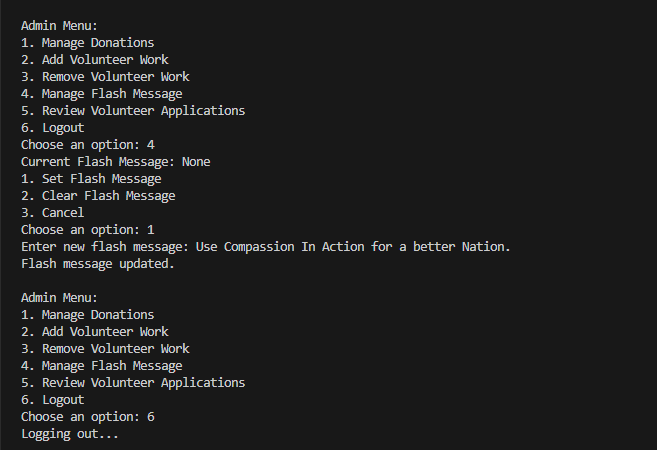 Admin Menu:
1. Manage Donations
2. Add Volunteer Work
3. Remove Volunteer Work
4. Manage Flash Message
5. Review Volunteer Applications
6. Logout
Choose an option: 4
Current Flash Message: None
1. Set Flash Message
2. Clear Flash Message
3. Cancel
Choose an option: 1
Enter new flash message: Use Compassion In Action for a better Nation.
Flash message updated.
Admin Menu:
1. Manage Donations
2. Add Volunteer Work
3. Remove Volunteer Work
4. Manage Flash Message
5. Review Volunteer Applications
6. Logout
Choose an option: 6
Logging out...